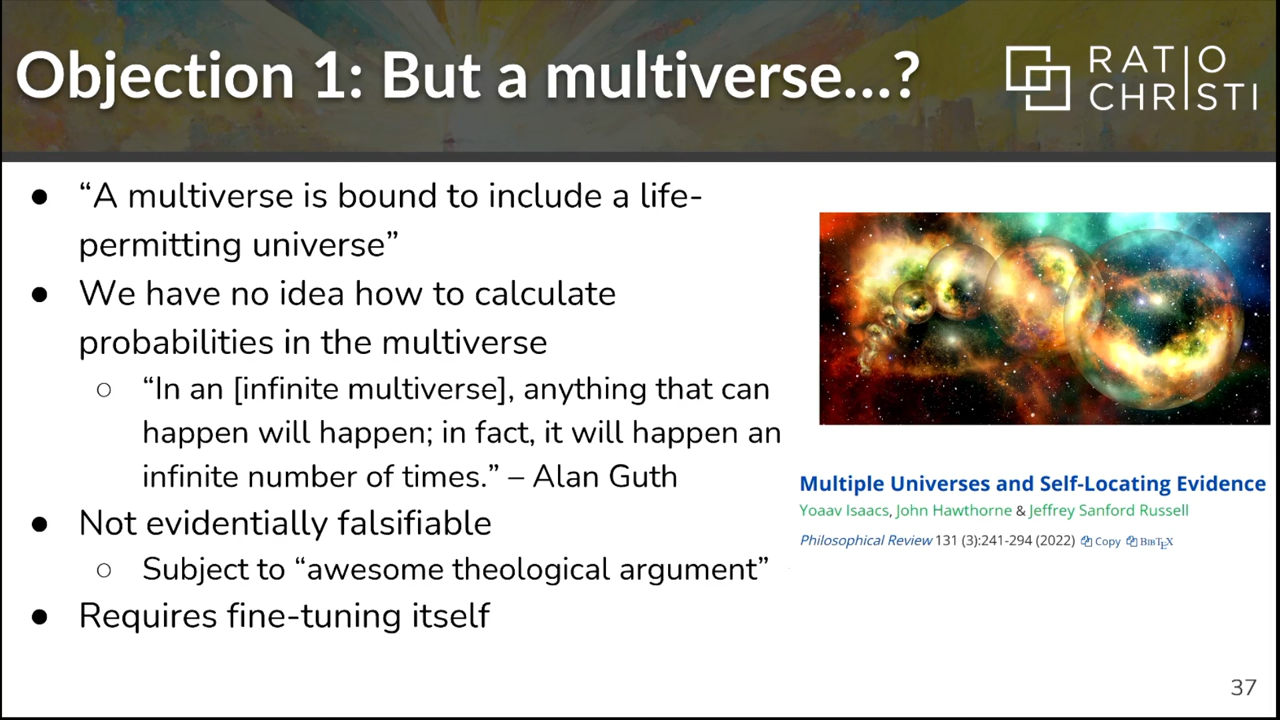 Objection 1: But a multiverse...?
RATIO
CHRISTI
● “A multiverse is bound to include a life-
permitting universe”
● We have no idea how to calculate
probabilities in the multiverse
○ “In an [infinite multiverse], anything that can
happen will happen; in fact, it will happen an
infinite number of times.” – Alan Guth
● Not evidentially falsifiable
○ Subject to “awesome theological argument”
● Requires fine-tuning itself
Multiple Universes and Self-Locating Evidence
Yoaav Isaacs, John Hawthorne & Jeffrey Sanford Russell
Philosophical Review 131 (3):241-294 (2022) Copy BIBTEX
37